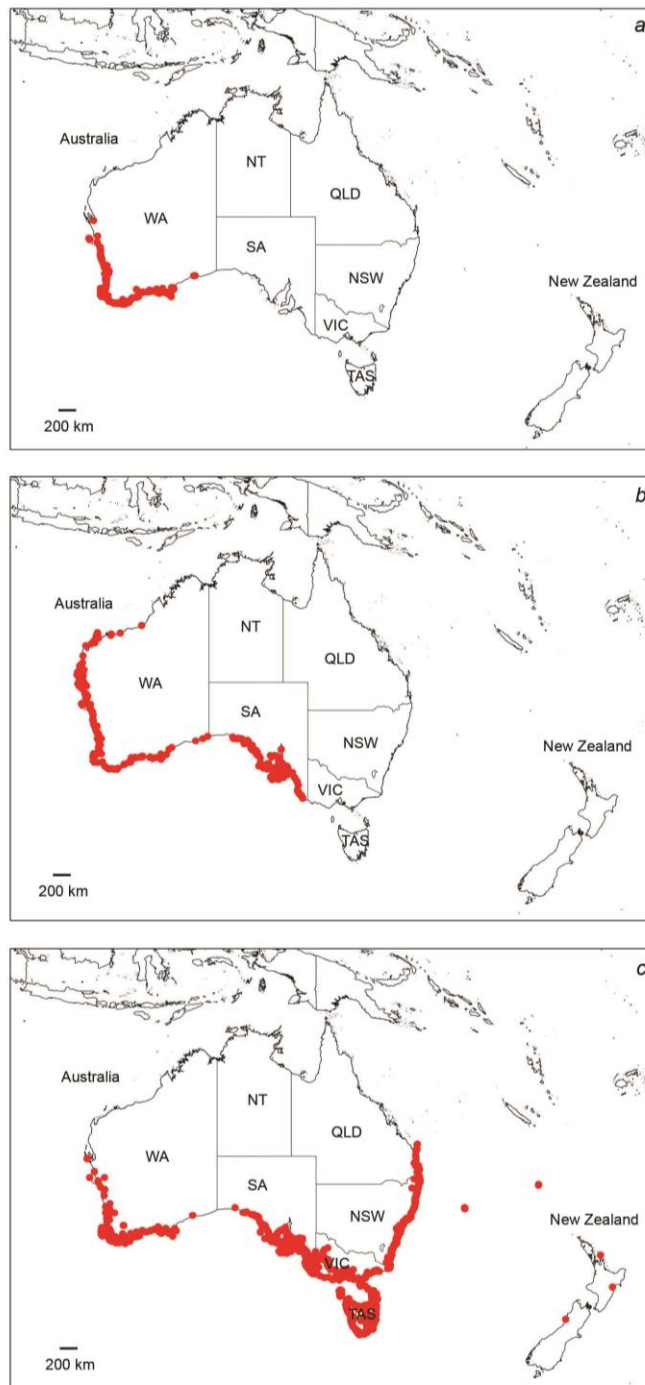 a
Australia
NT
QLD
WA
SA
NSW
New Zealand
VIC
TAS
200 km
b
Australia
NT
QLD
WA
SA
NSW
New Zealand
VIC
TAS
200 km
c
Australia
NT
QLD
WA
SA
NSW
New Zealand
VIC
TAS
200 km